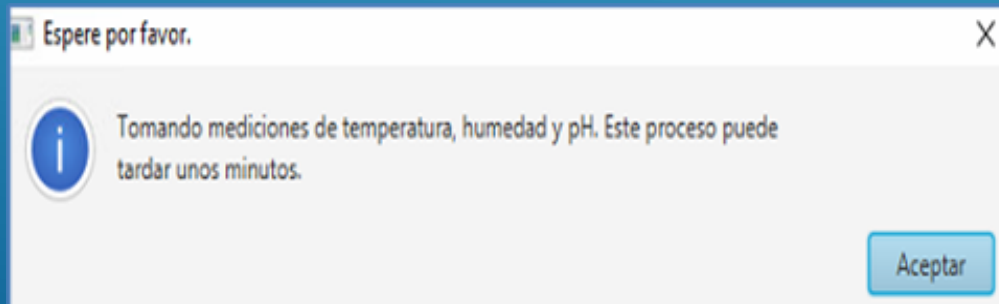 Espere por favor.
Tomando mediciones de temperatura, humedad y pH. Este proceso puede
tardar unos minutos.
Aceptar